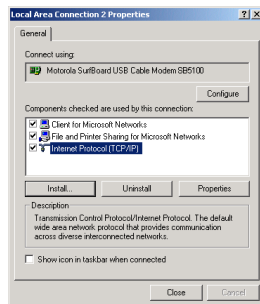 Local Area Connection 2 Properties
General
Connect using:
Motorola SurfBoard USB Cable Modem SB5100
Configure
Components checked are used by this connection:
Client for Microsoft Networks
File and Printer Sharing for Microsoft Networks
Internet Protocol (TCP/IP)
Install...
Uninstall
Properties
Description
Transmission Control Protocol/Internet Protocol. The default
wide area network protocol that provides communication
across diverse interconnected networks.
Show icon in taskbar when connected
Close
Cancel